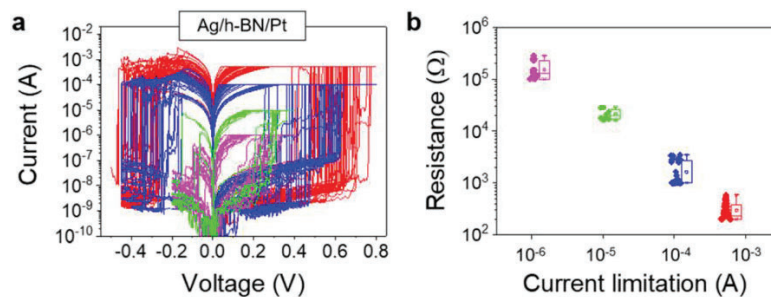 a
Ag/h-BN/Pt
Current (A)
10⁻²
10⁻³
10⁻⁴
10⁻⁵
10⁻⁶
10⁻⁷
10⁻⁸
10⁻⁹
10⁻¹⁰
-0.4 -0.2 0.0 0.2 0.4 0.6 0.8
Voltage (V)
b
Resistance (Ω)
10⁶
10⁵
10⁴
10³
10²
10⁻⁶ 10⁻⁵ 10⁻⁴ 10⁻³
Current limitation (A)